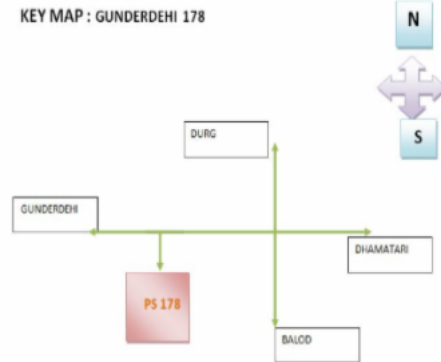 KEY MAP : GUNDERDEHI 178
N
S
DURG
GUNDERDEHI
DHAMATARI
PS 178
BALOD